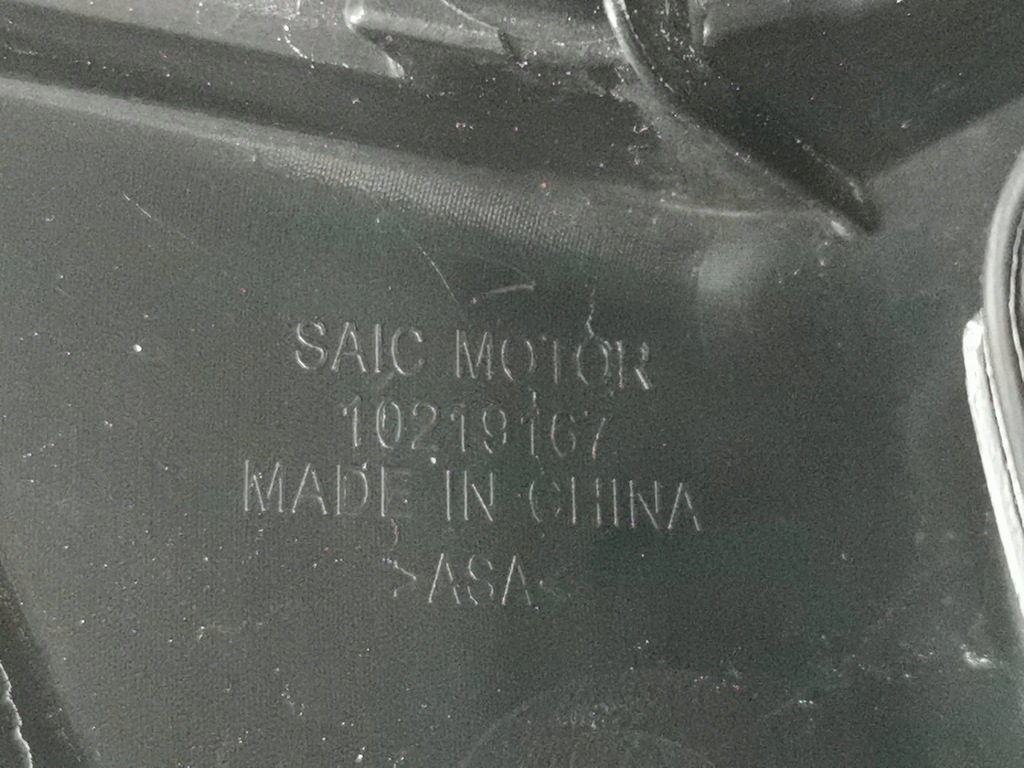 SAIC MOTOR
10219167
MADE IN CHINA
>ASA<